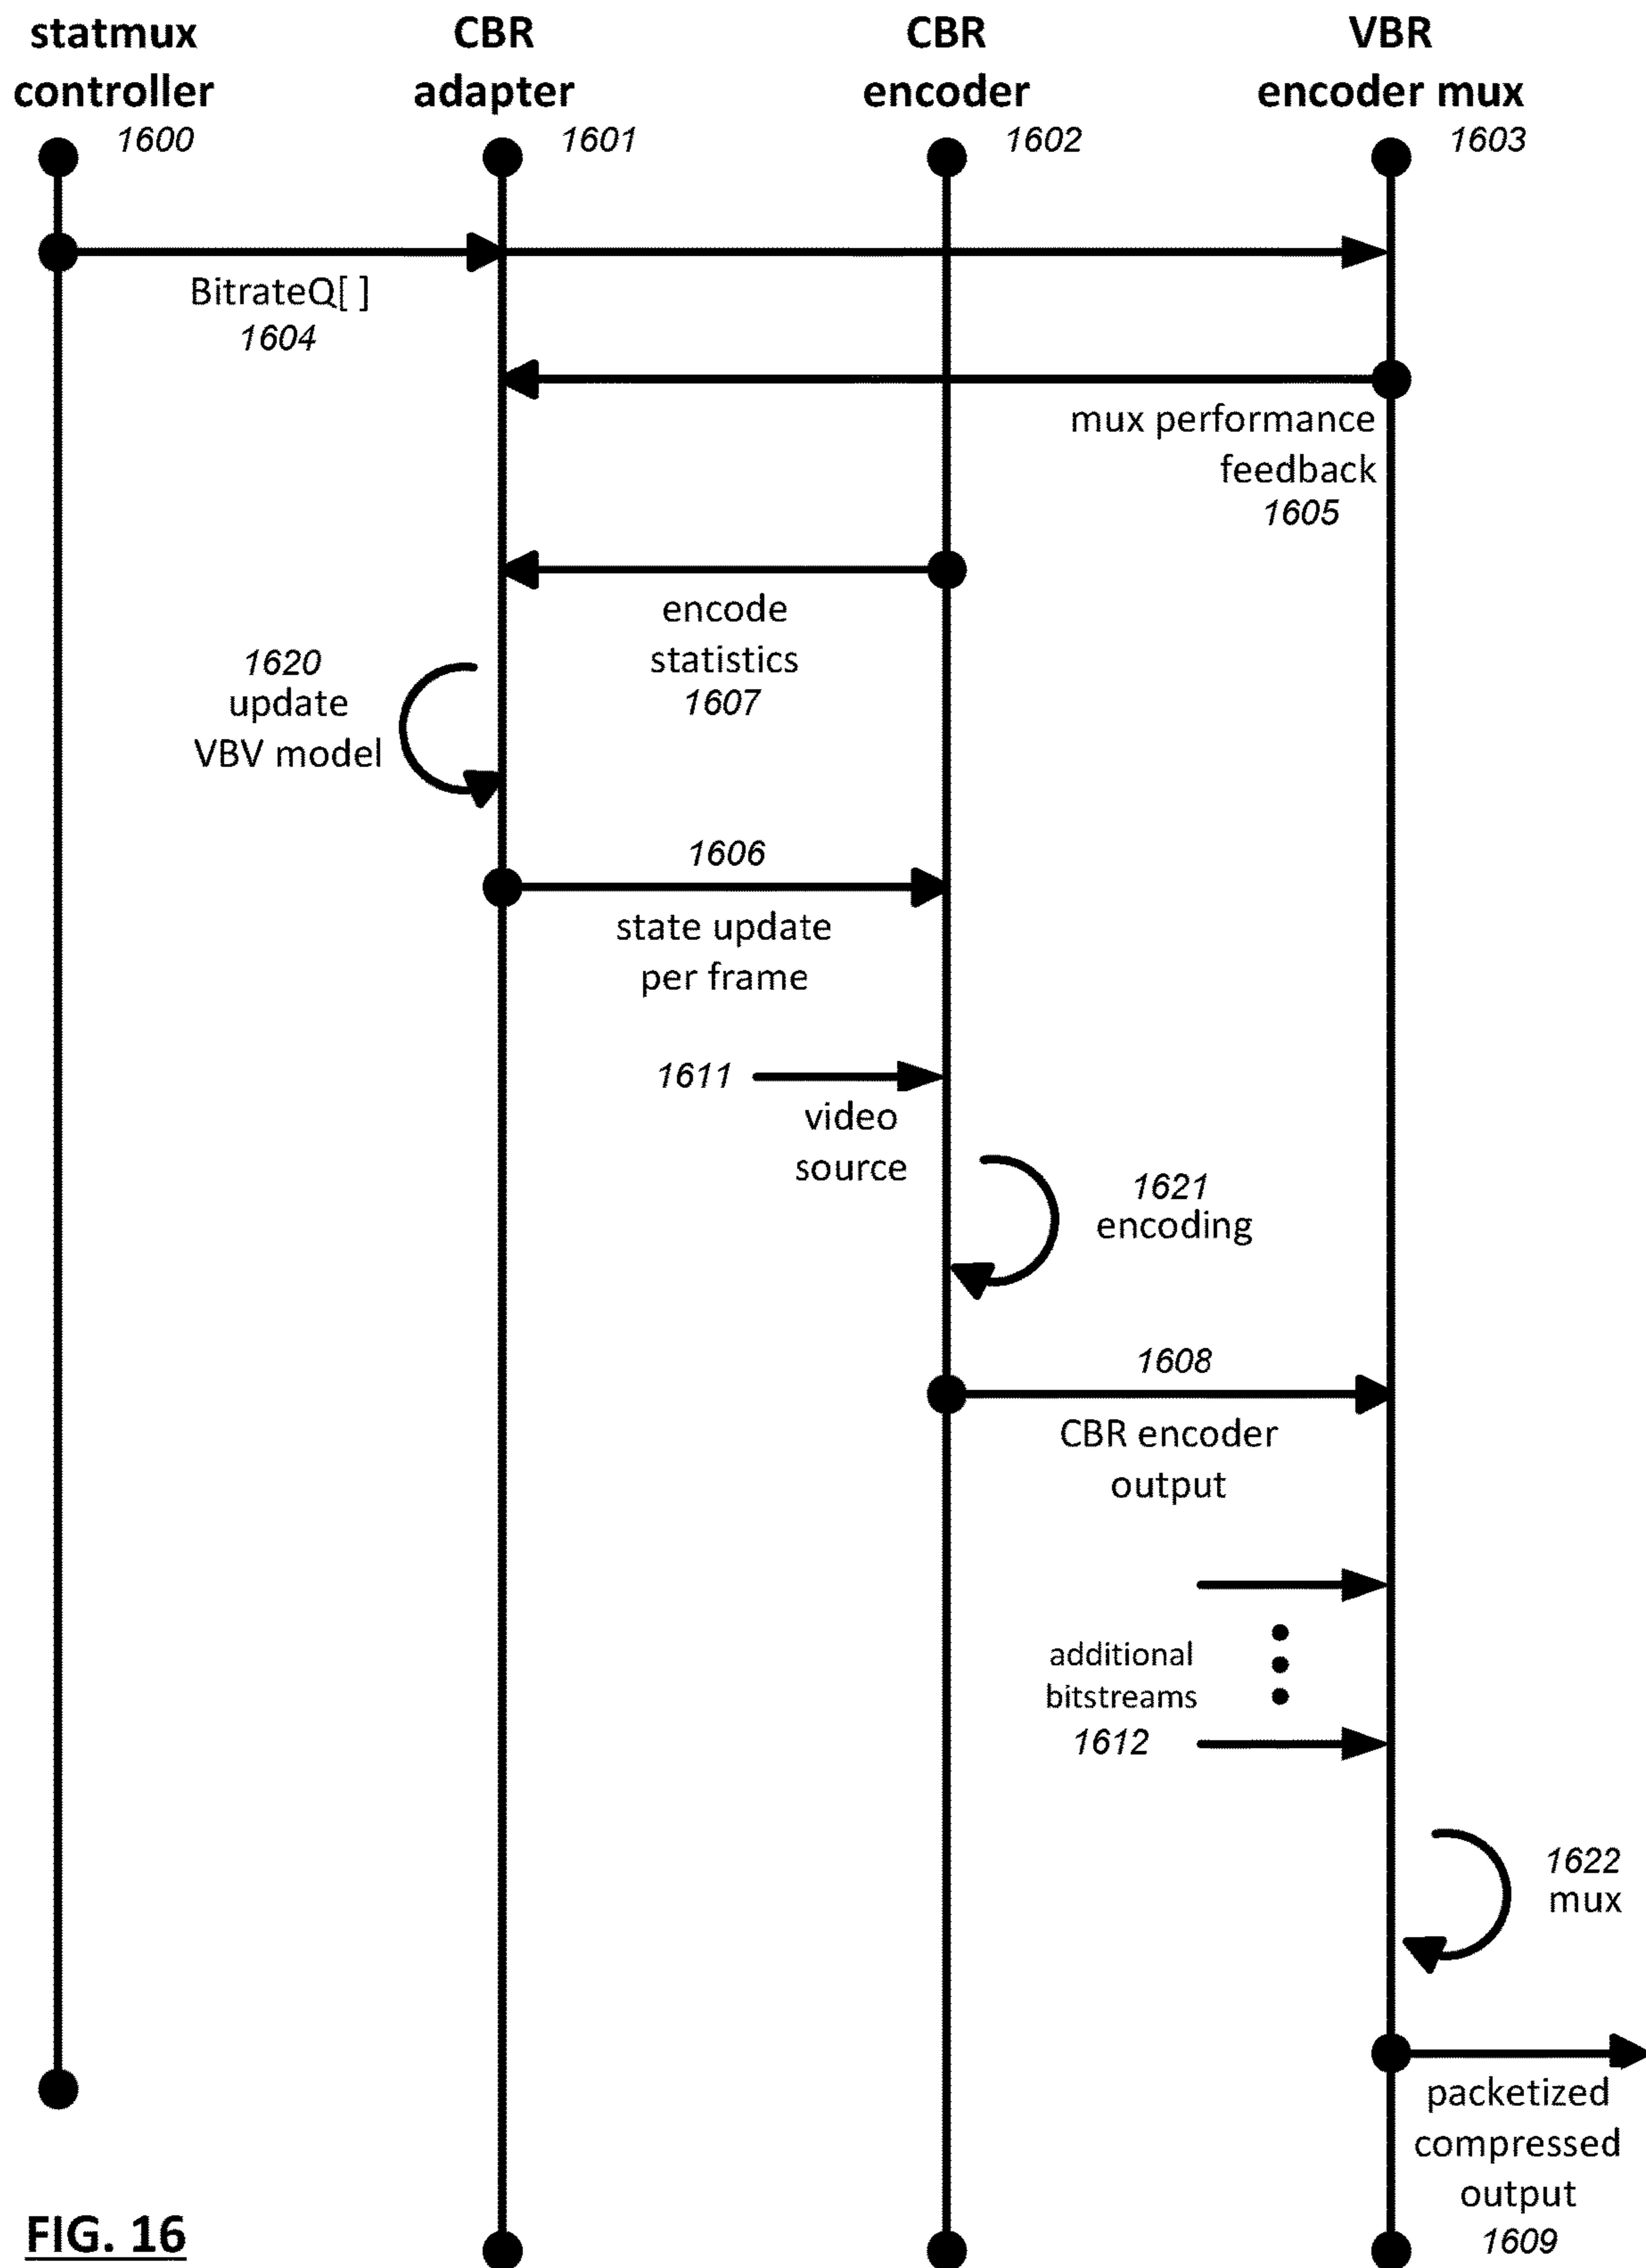 statmux
controller
1600
CBR
adapter
1601
CBR
encoder
1602
VBR
encoder mux
1603
BitrateQ[ ]
1604
mux performance
feedback
1605
encode
statistics
1607
1620
update
VBV model
1606
state update
per frame
1611
video
source
1621
encoding
1608
CBR encoder
output
additional
bitstreams
1612
1622
mux
packetized
compressed
output
1609
FIG. 16